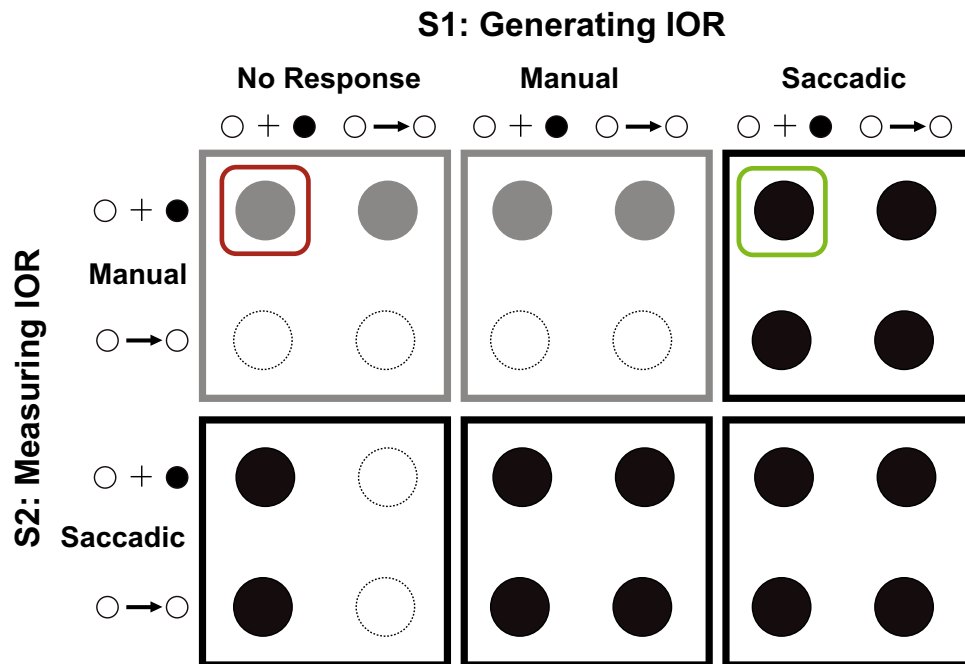 S1: Generating IOR
No Response Manual Saccadic
S2: Measuring IOR
Manual
Saccadic